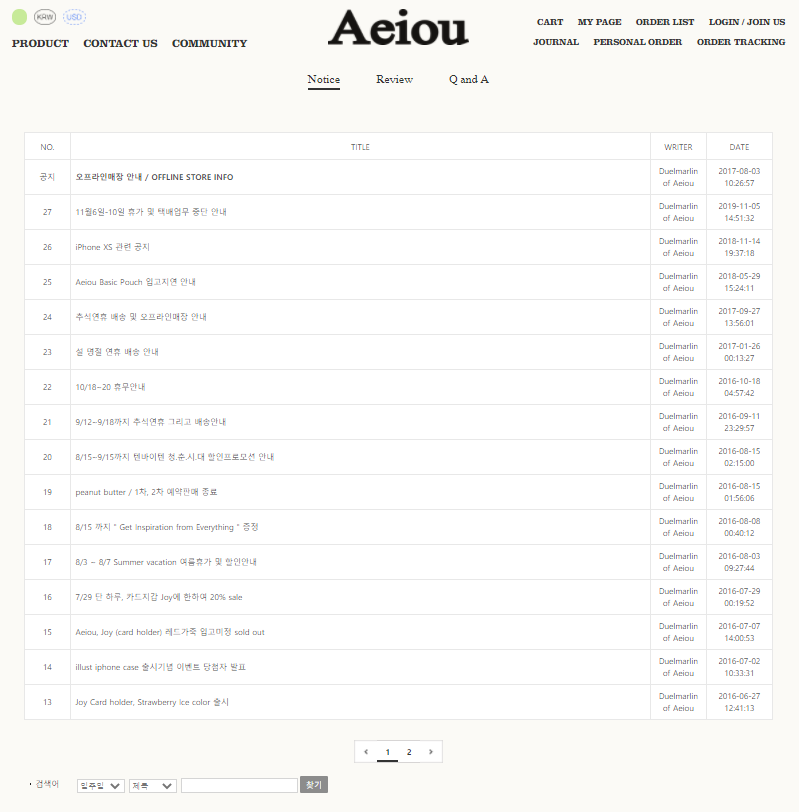 KRW USD
Aeiou
CART MY PAGE ORDER LIST LOGIN / JOIN US
PRODUCT CONTACT US COMMUNITY
JOURNAL PERSONAL ORDER ORDER TRACKING
Notice Review Q and A
NO. TITLE WRITER DATE
공지 오프라인매장 안내 / OFFLINE STORE INFO Duelmarlin of Aeiou 2017-08-03 10:26:57
27 11월6일-10일 휴가 및 택배업무 중단 안내 Duelmarlin of Aeiou 2019-11-05 14:51:32
26 iPhone XS 관련 공지 Duelmarlin of Aeiou 2018-11-14 19:37:18
25 Aeiou Basic Pouch 입고지연 안내 Duelmarlin of Aeiou 2018-05-29 15:24:11
24 추석연휴 배송 및 오프라인매장 안내 Duelmarlin of Aeiou 2017-09-27 13:56:01
23 설 명절 연휴 배송 안내 Duelmarlin of Aeiou 2017-01-26 00:13:27
22 10/18~20 휴무안내 Duelmarlin of Aeiou 2016-10-18 04:57:42
21 9/12~9/18까지 추석연휴 그리고 배송안내 Duelmarlin of Aeiou 2016-09-11 23:29:57
20 8/15~9/15까지 텐바이텐 청.춘.시.대 할인프로모션 안내 Duelmarlin of Aeiou 2016-08-15 02:15:00
19 peanut butter / 1차, 2차 예약판매 종료 Duelmarlin of Aeiou 2016-08-15 01:56:06
18 8/15 까지 " Get Inspiration from Everything " 증정 Duelmarlin of Aeiou 2016-08-08 00:40:12
17 8/3 ~ 8/7 Summer vacation 여름휴가 및 할인안내 Duelmarlin of Aeiou 2016-08-03 09:27:44
16 7/29 단 하루, 카드지갑 Joy에 한하여 20% sale Duelmarlin of Aeiou 2016-07-29 00:19:52
15 Aeiou, Joy (card holder) 레드가죽 입고미정 sold out Duelmarlin of Aeiou 2016-07-07 14:00:53
14 illust iphone case 출시기념 이벤트 당첨자 발표 Duelmarlin of Aeiou 2016-07-02 10:33:31
13 Joy Card holder, Strawberry Ice color 출시 Duelmarlin of Aeiou 2016-06-27 12:41:13
1 2
검색어 일주일 제목 찾기